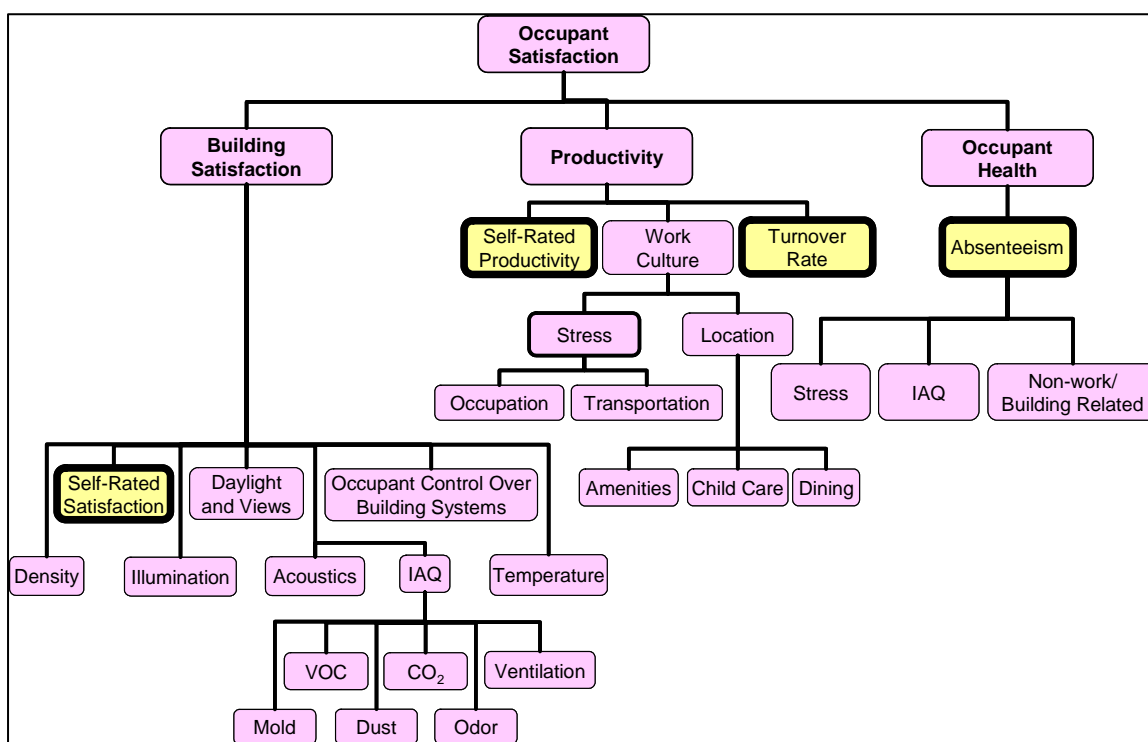 Occupant
Satisfaction
Building
Satisfaction
Productivity
Occupant
Health
Self-Rated
Productivity
Work
Culture
Turnover
Rate
Absenteeism
Stress
Location
Stress
IAQ
Non-work/
Building Related
Occupation
Transportation
Self-Rated
Satisfaction
Daylight
and Views
Occupant Control Over
Building Systems
Amenities
Child Care
Dining
Density
Illumination
Acoustics
IAQ
Temperature
VOC
CO₂
Ventilation
Mold
Dust
Odor